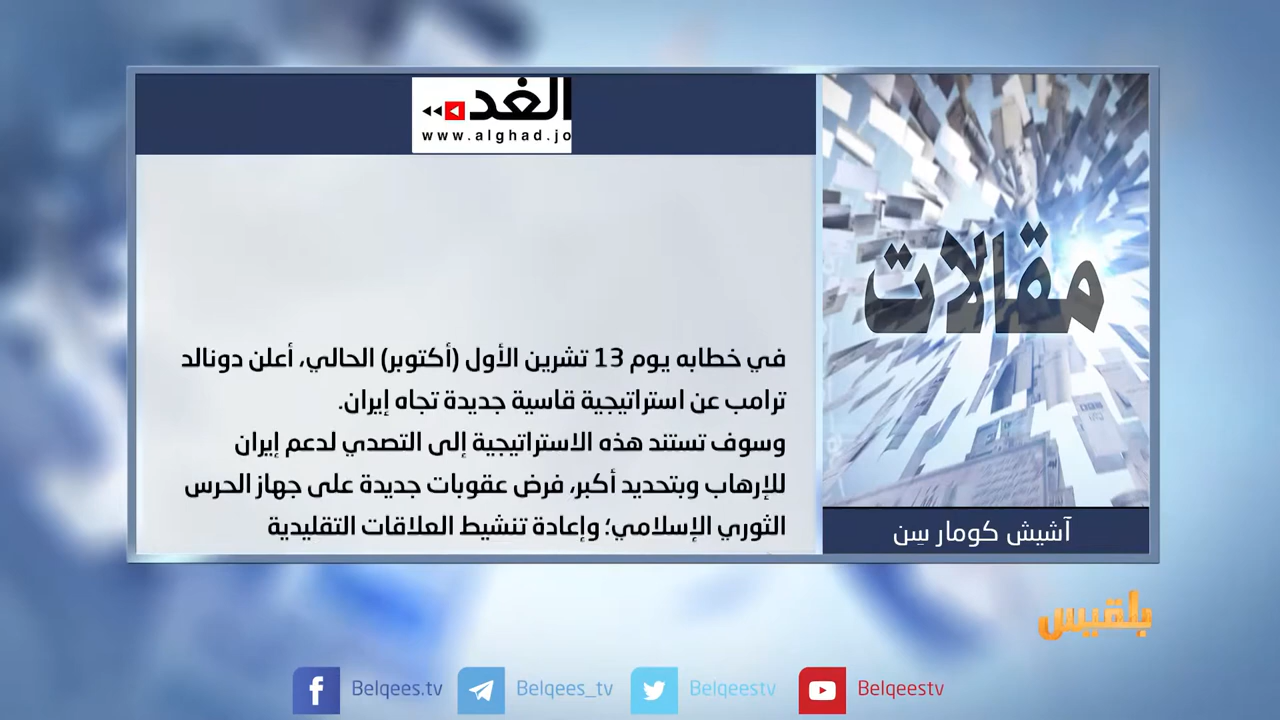 الغد
www.alghad.jo
مقالات
آشيش كومار سِن
في خطابه يوم 13 تشرين الأول (أكتوبر) الحالي، أعلن دونالد
ترامب عن استراتيجية قاسية جديدة تجاه إيران.
وسوف تستند هذه الاستراتيجية إلى التصدي لدعم إيران
للإرهاب وبتحديد أكبر، فرض عقوبات جديدة على جهاز الحرس
الثوري الإسلامي؛ وإعادة تنشيط العلاقات التقليدية
بلقيس
Belqees.tv
Belqees_tv
Belqeestv
Belqeestv